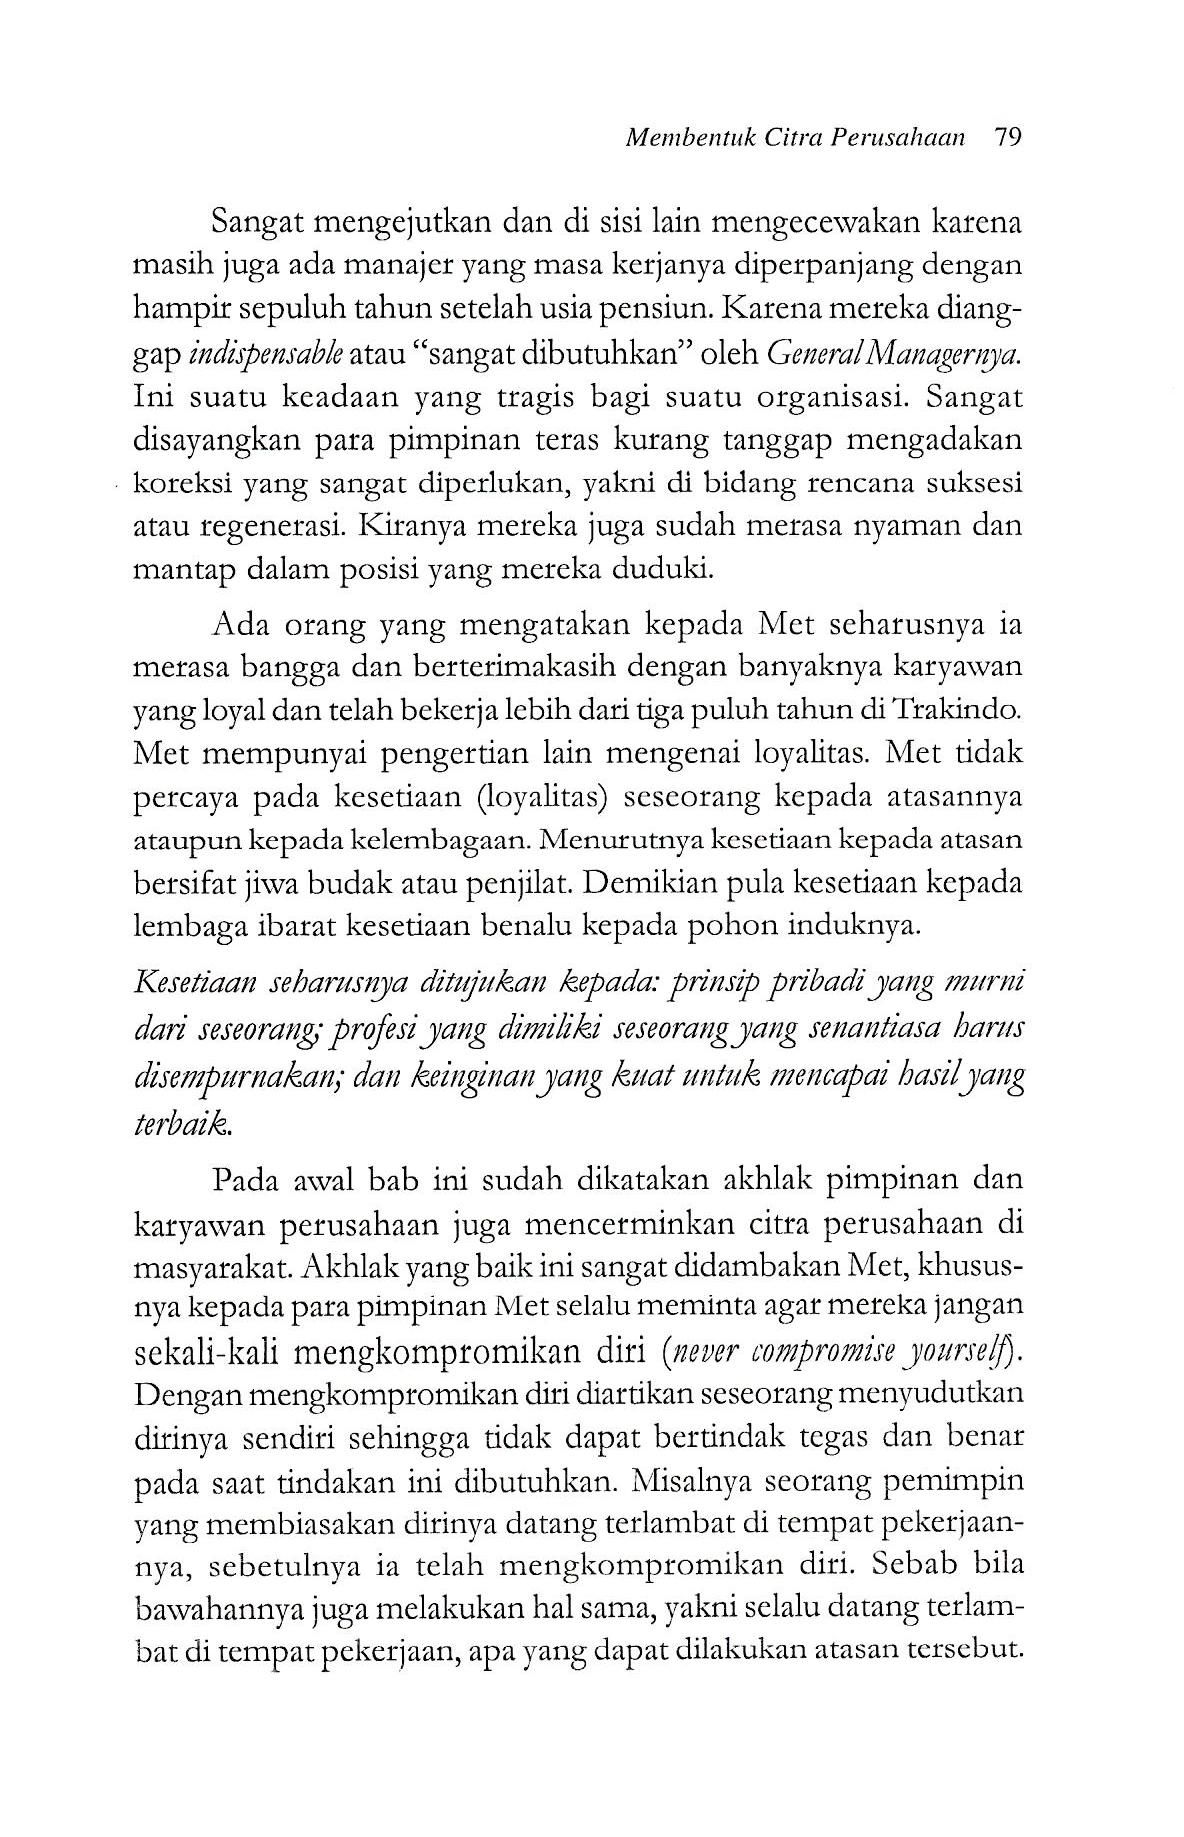 Membentuk Citra Perusahaan 79
Sangat mengejutkan dan di sisi lain mengecewakan karena
masih juga ada manajer yang masa kerjanya diperpanjang dengan
hampir sepuluh tahun setelah usia pensiun. Karena mereka diang-
gap indispensable atau “sangat dibutuhkan” oleh General Managernya.
Ini suatu keadaan yang tragis bagi suatu organisasi. Sangat
disayangkan para pimpinan teras kurang tanggap mengadakan
koreksi yang sangat diperlukan, yakni di bidang rencana suksesi
atau regenerasi. Kiranya mereka juga sudah merasa nyaman dan
mantap dalam posisi yang mereka duduki.
Ada orang yang mengatakan kepada Met seharusnya ia
merasa bangga dan berterimakasih dengan banyaknya karyawan
yang loyal dan telah bekerja lebih dari tiga puluh tahun di Trakindo.
Met mempunyai pengertian lain mengenai loyalitas. Met tidak
percaya pada kesetiaan (loyalitas) seseorang kepada atasannya
ataupun kepada kelembagaan. Menurutnya kesetiaan kepada atasan
bersifat jiwa budak atau penjilat. Demikian pula kesetiaan kepada
lembaga ibarat kesetiaan benalu kepada pohon induknya.
Kesetiaan seharusnya ditujukan kepada: prinsip pribadi yang murni
dari seseorang; profesi yang dimiliki seseorang yang senantiasa harus
disempurnakan; dan keinginan yang kuat untuk mencapai hasil yang
terbaik.
Pada awal bab ini sudah dikatakan akhlak pimpinan dan
karyawan perusahaan juga mencerminkan citra perusahaan di
masyarakat. Akhlak yang baik ini sangat didambakan Met, khusus-
nya kepada para pimpinan Met selalu meminta agar mereka jangan
sekali-kali mengkompromikan diri (never compromise yourself).
Dengan mengkompromikan diri diartikan seseorang menyudutkan
dirinya sendiri sehingga tidak dapat bertindak tegas dan benar
pada saat tindakan ini dibutuhkan. Misalnya seorang pemimpin
yang membiasakan dirinya datang terlambat di tempat pekerjaan-
nya, sebetulnya ia telah mengkompromikan diri. Sebab bila
bawahannya juga melakukan hal sama, yakni selalu datang terlam-
bat di tempat pekerjaan, apa yang dapat dilakukan atasan tersebut.